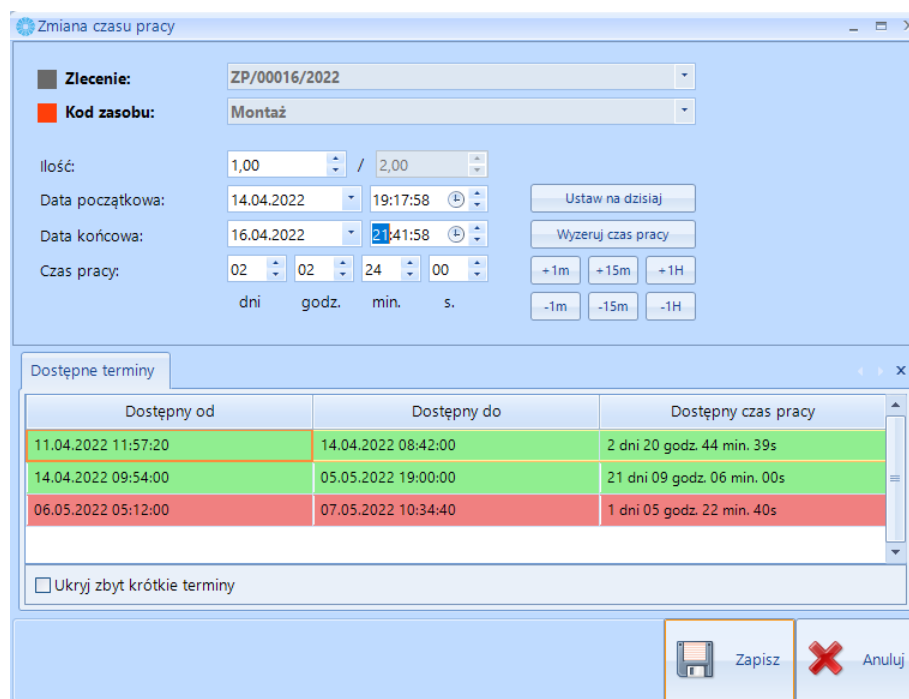 Zmiana czasu pracy
Zlecenie: ZP/00016/2022
Kod zasobu: Montaż
Ilość: 1,00 / 2,00
Data początkowa: 14.04.2022 19:17:58 Ustaw na dzisiaj
Data końcowa: 16.04.2022 21:41:58 Wyzeruj czas pracy
Czas pracy: 02 02 24 00 +1m +15m +1H
dni godz. min. s. -1m -15m -1H
Dostępne terminy
Dostępny od Dostępny do Dostępny czas pracy
11.04.2022 11:57:20 14.04.2022 08:42:00 2 dni 20 godz. 44 min. 39s
14.04.2022 09:54:00 05.05.2022 19:00:00 21 dni 09 godz. 06 min. 00s
06.05.2022 05:12:00 07.05.2022 10:34:40 1 dni 05 godz. 22 min. 40s
Ukryj zbyt krótkie terminy
Zapisz Anuluj